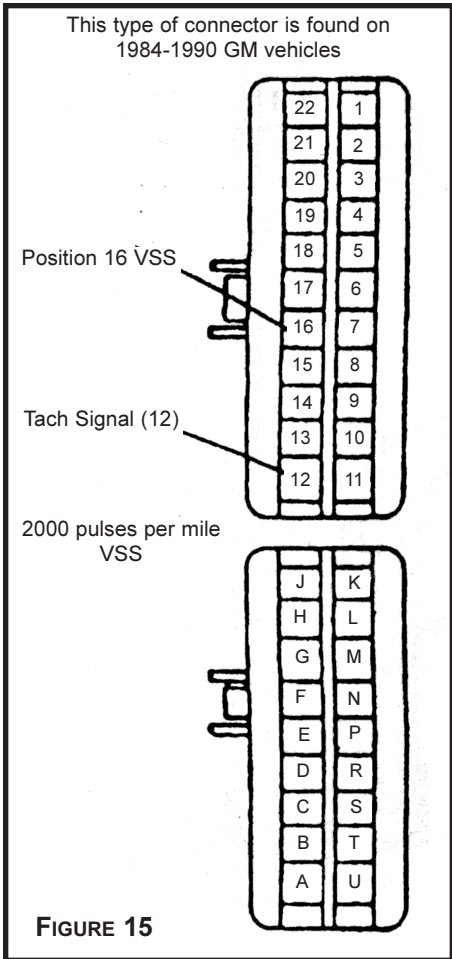 This type of connector is found on
1984-1990 GM vehicles
22 1
21 2
20 3
19 4
18 5
Position 16 VSS
17 6
16 7
15 8
14 9
Tach Signal (12)
13 10
12 11
2000 pulses per mile
VSS
J K
H L
G M
F N
E P
D R
C S
B T
A U
FIGURE 15